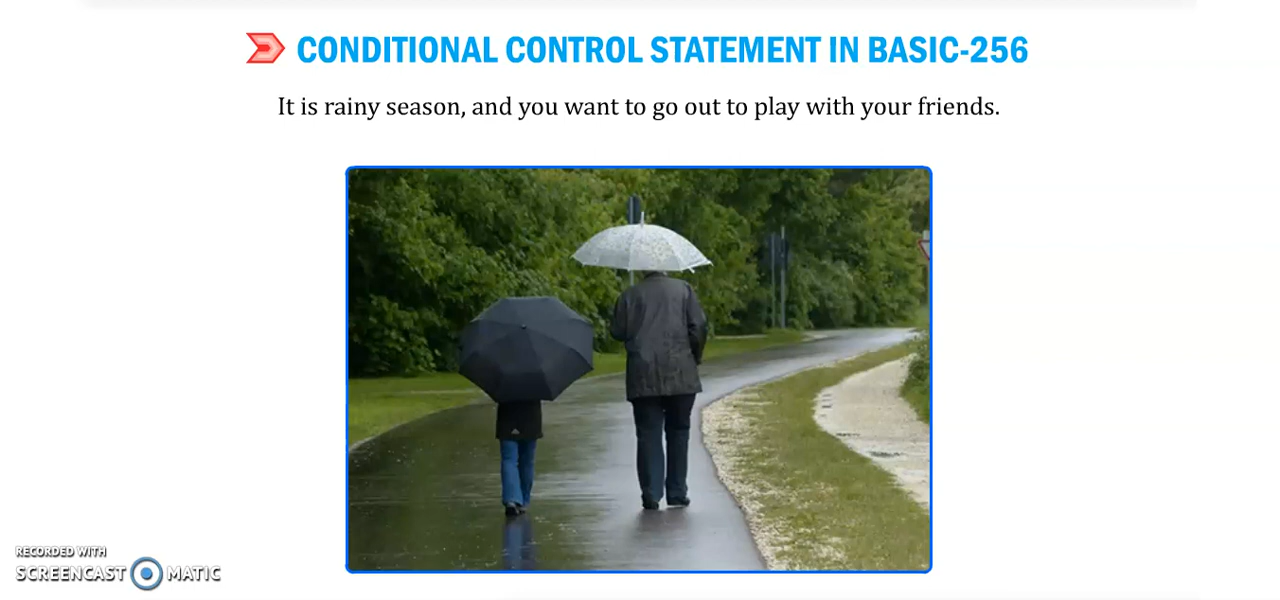 CONDITIONAL CONTROL STATEMENT IN BASIC-256
It is rainy season, and you want to go out to play with your friends.
RECORDED WITH
SCREENCAST MATIC